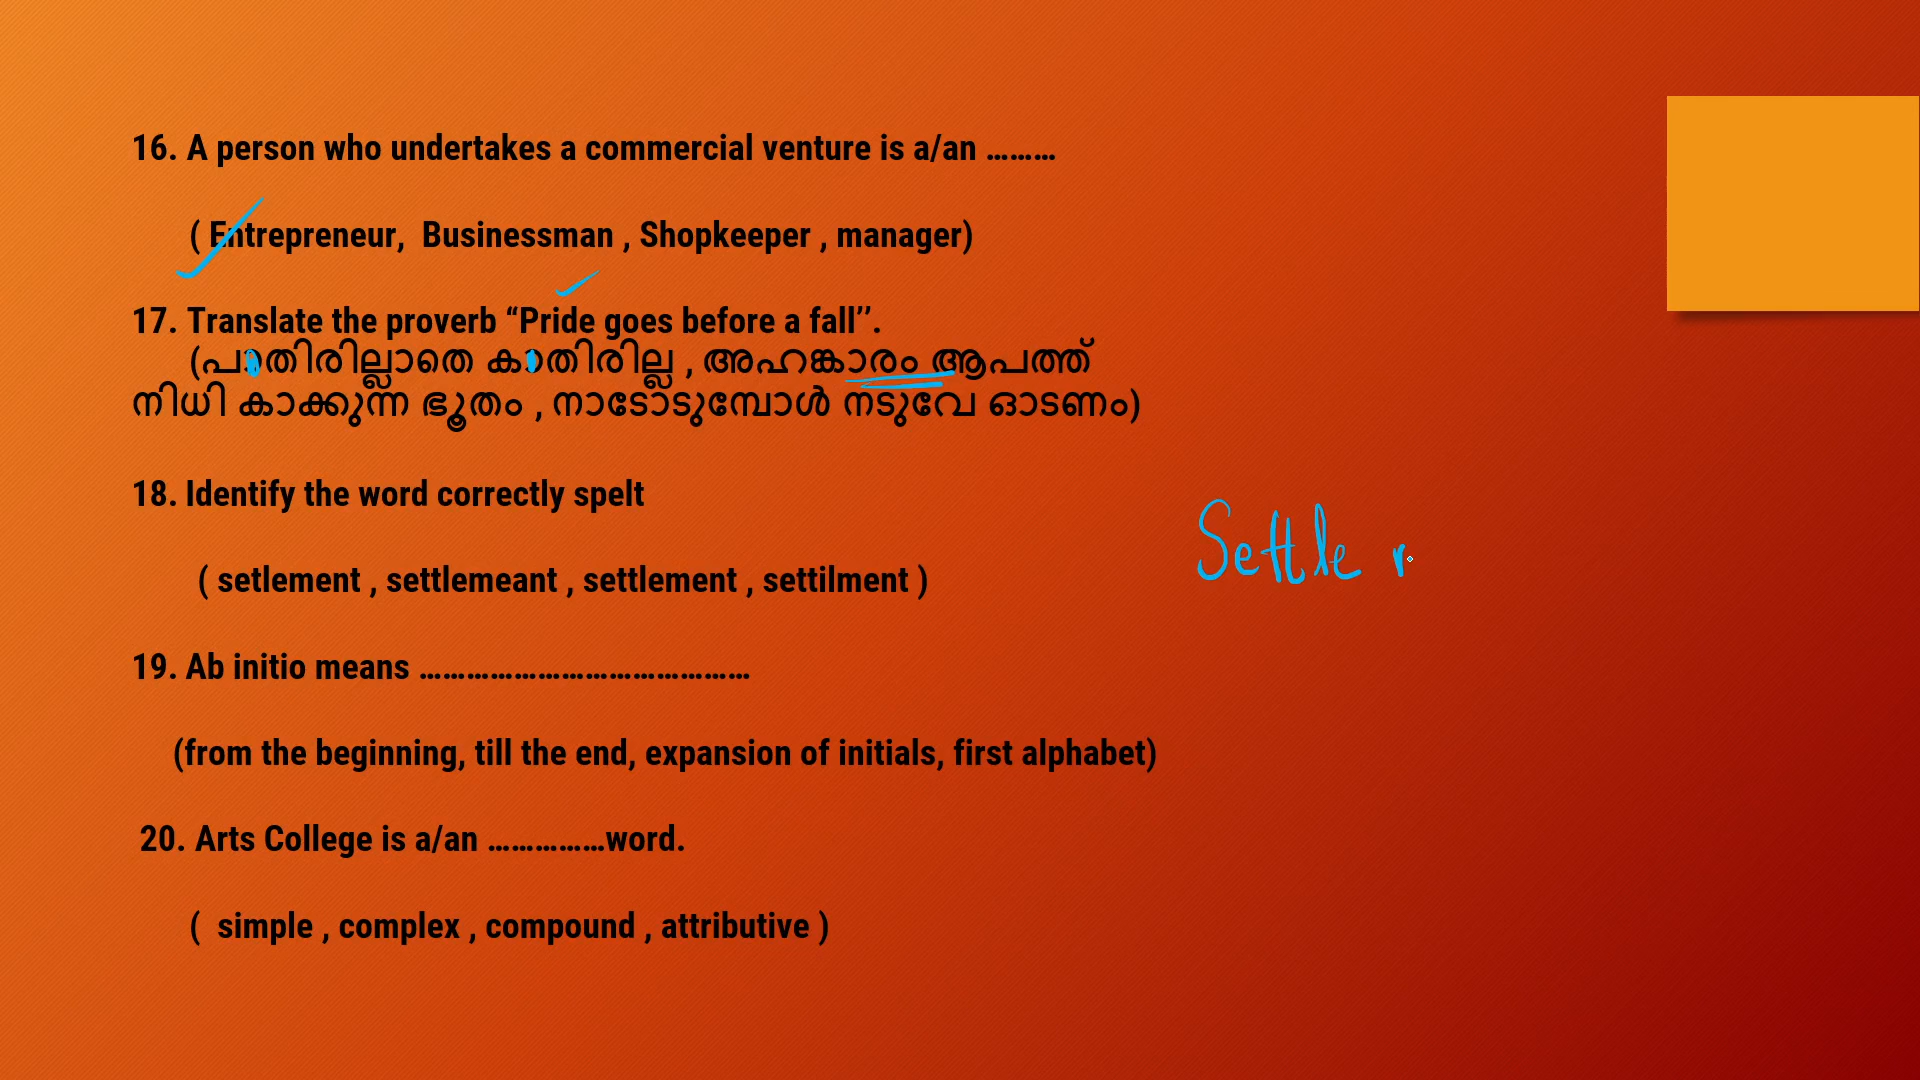 16. A person who undertakes a commercial venture is a/an ………
( Entrepreneur, Businessman , Shopkeeper , manager)
17. Translate the proverb “Pride goes before a fall’’.
(പാതിരില്ലാതെ കാതിരില്ല , അഹങ്കാരം ആപത്ത്
നിധി കാക്കുന്ന ഭൂതം , നാടോടുമ്പോൾ നടുവേ ഓടണം)
18. Identify the word correctly spelt
Settle
( setlement , settlemeant , settlement , settilment )
19. Ab initio means ……………………………………
(from the beginning, till the end, expansion of initials, first alphabet)
20. Arts College is a/an ……………word.
( simple , complex , compound , attributive )